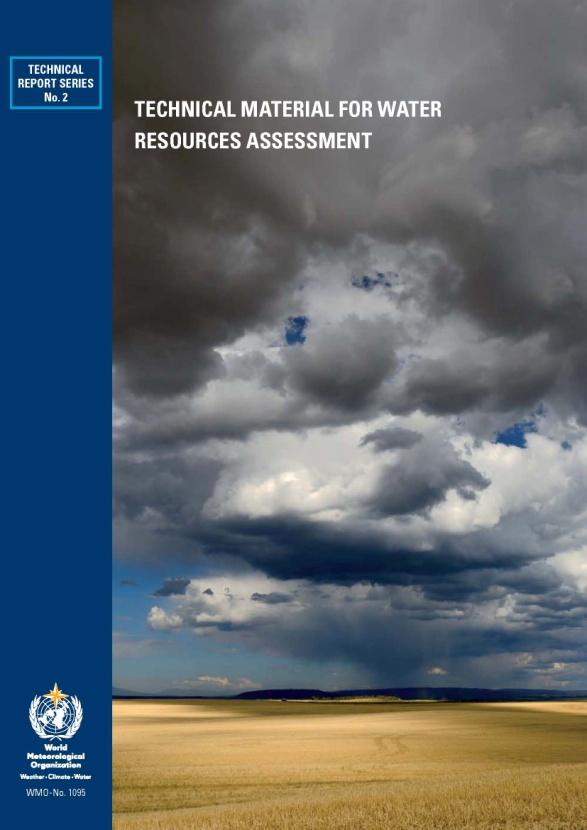 TECHNICAL
REPORT SERIES
No. 2
TECHNICAL MATERIAL FOR WATER
RESOURCES ASSESSMENT
World
Meteorological
Organization
Weather • Climate • Water
WMO-No. 1095